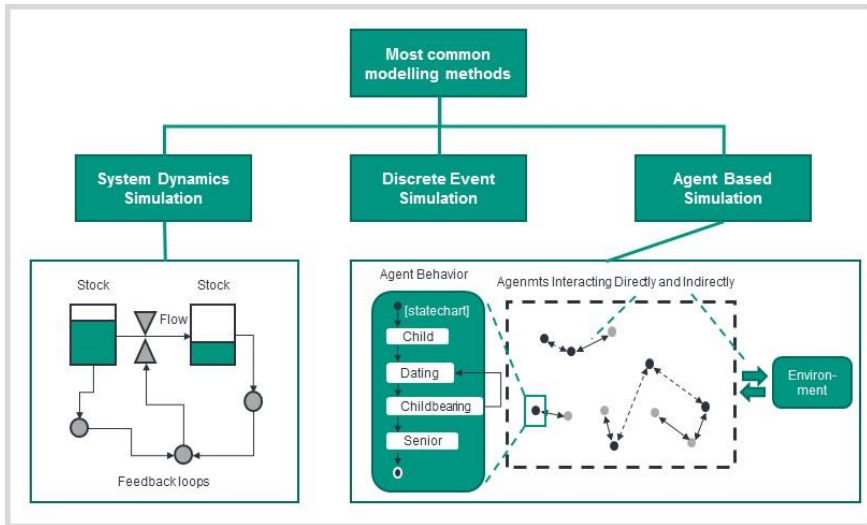 Most common
modelling methods
System Dynamics
Simulation
Discrete Event
Simulation
Agent Based
Simulation
Stock
Stock
Flow
Feedback loops
Agent Behavior
Agenmts Interacting Directly and Indirectly
[statechart]
Child
Dating
Childbearing
Senior
Environ-
ment